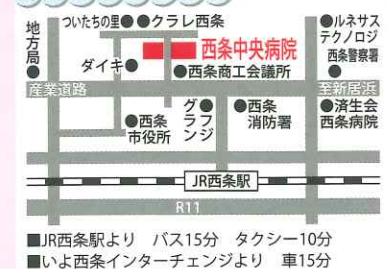 ついたちの里
クラレ西条
ルネサス
テクノロジ
地方局
西条中央病院
西条警察署
ダイキ
西条商工会議所
産業道路
至新居浜
西条
市役所
グラフ
ンジ
西条
消防署
済生会
西条病院
JR西条駅
R11
■JR西条駅より バス15分 タクシー10分
■いよ西条インターチェンジより 車15分